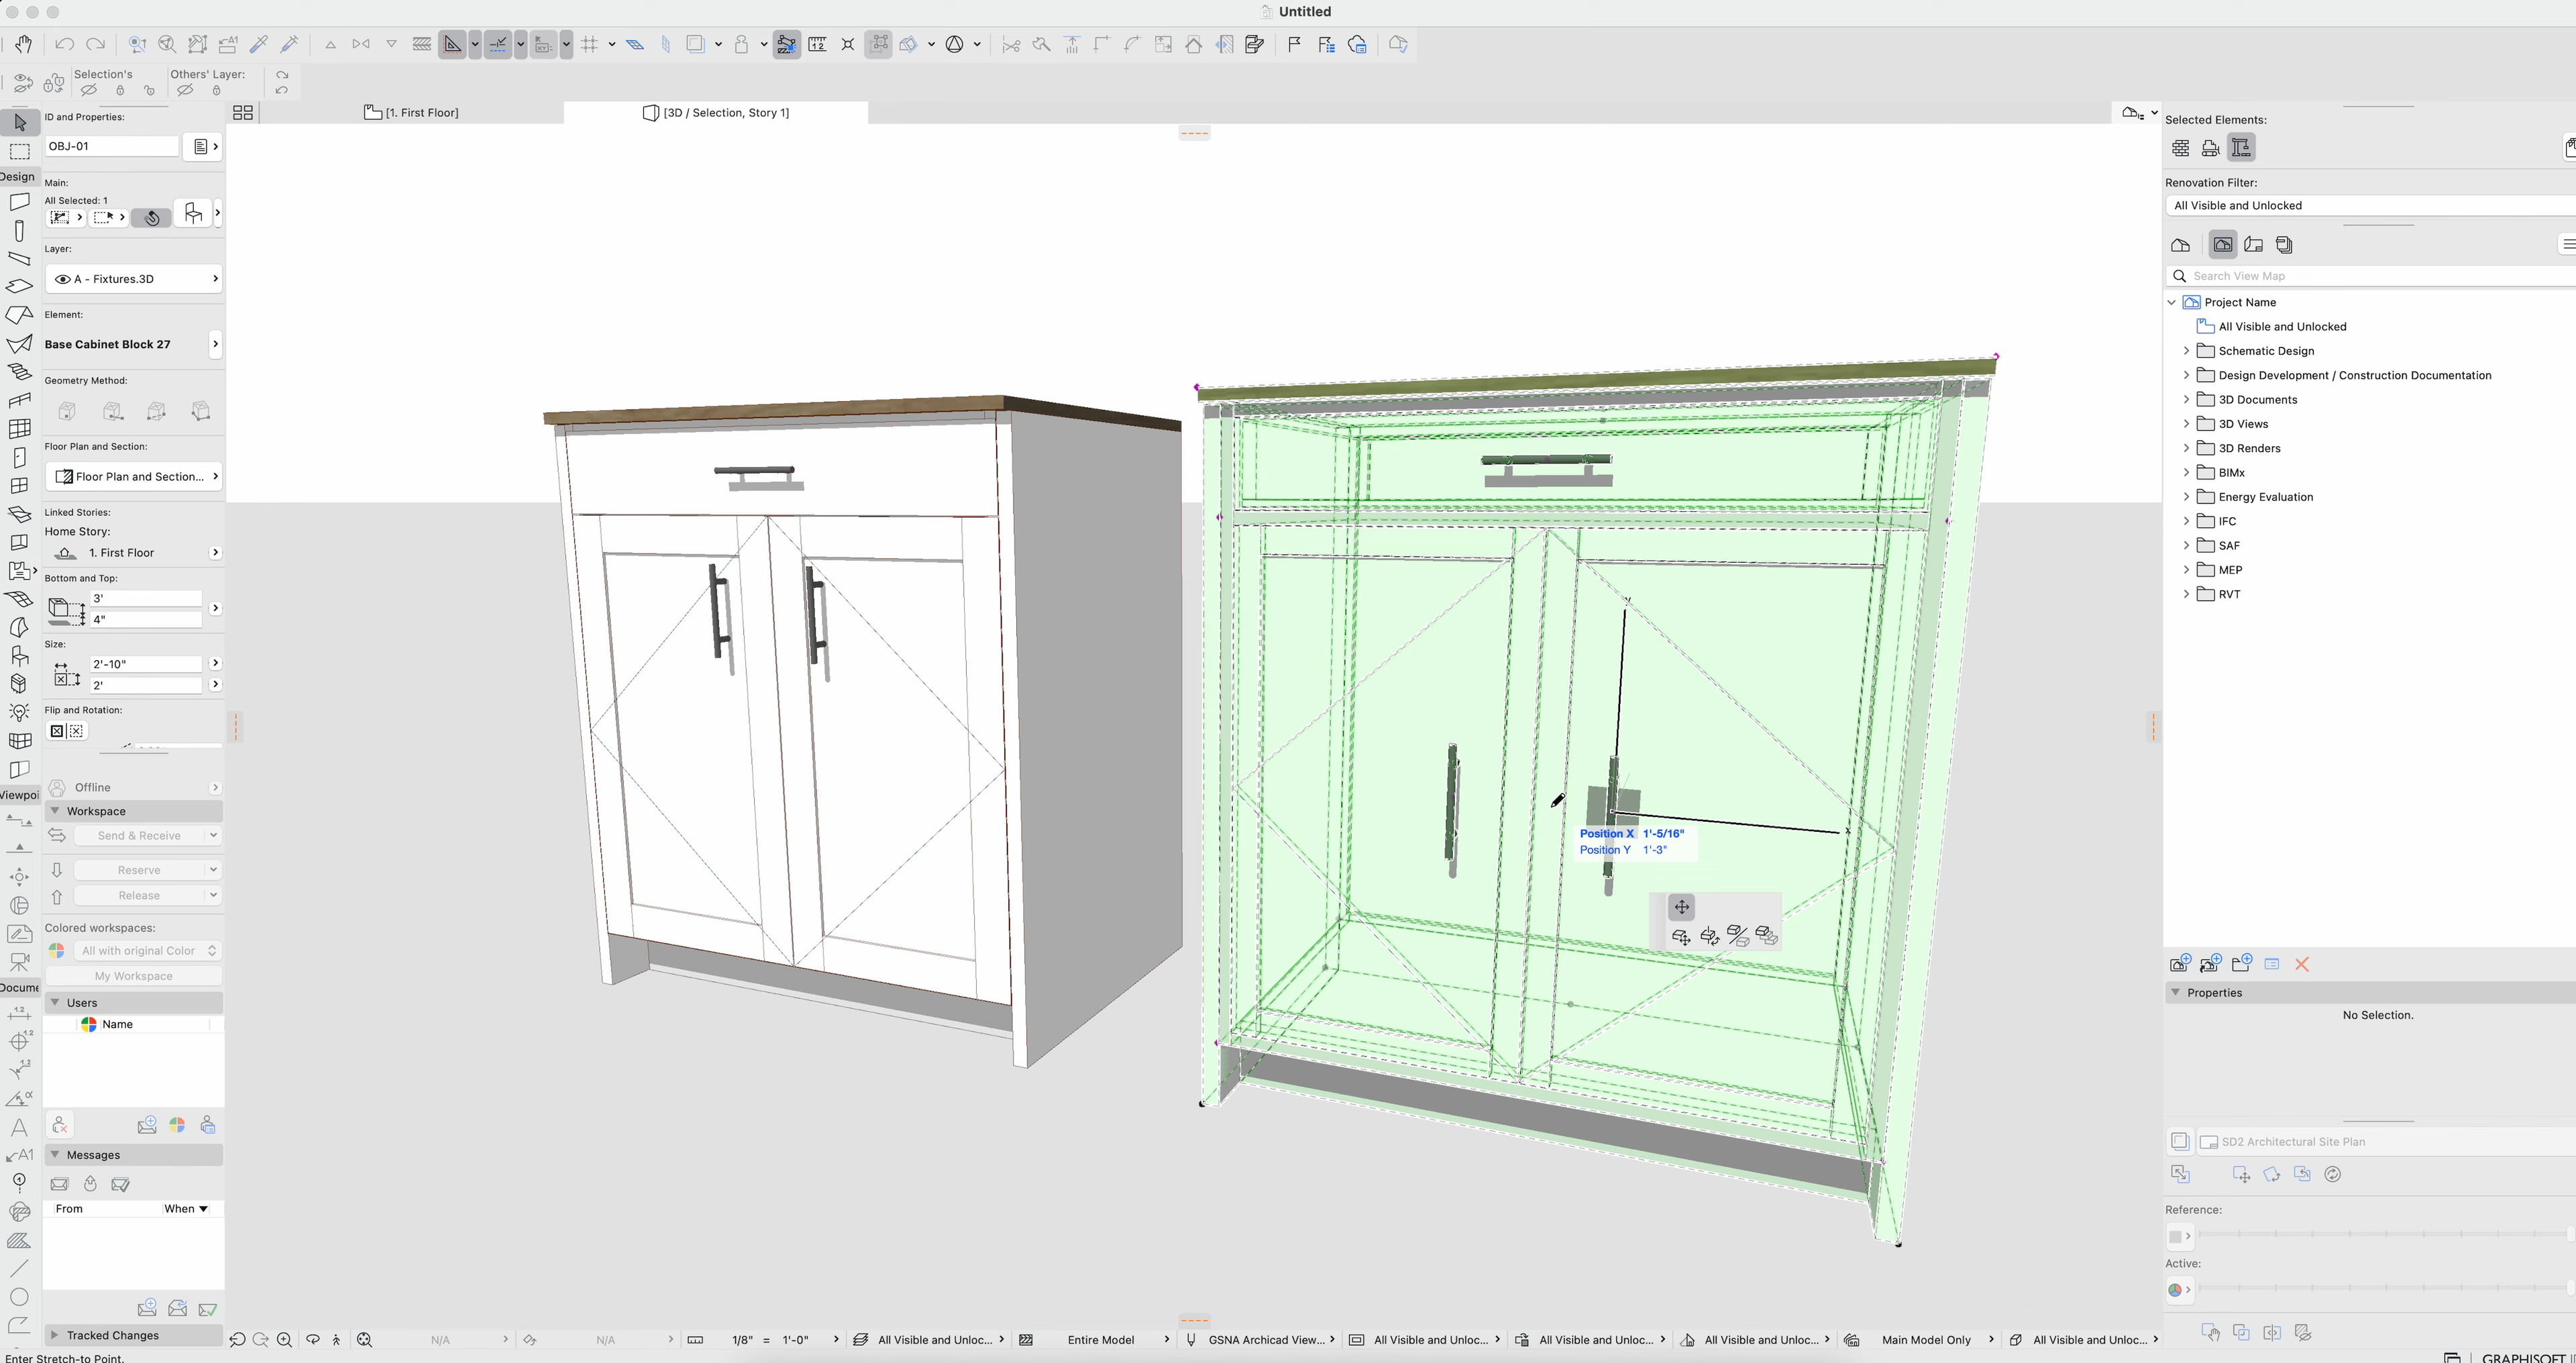 Untitled
Selection's
Others' Layer:
[1. First Floor]
[3D / Selection, Story 1]
ID and Properties:
OBJ-01
Design
Main:
All Selected: 1
Layer:
A - Fixtures.3D
Element:
Base Cabinet Block 27
Geometry Method:
Floor Plan and Section:
Floor Plan and Section...
Linked Stories:
Home Story:
1. First Floor
Bottom and Top:
3'
4"
Size:
2'-10"
2'
Flip and Rotation:
Offline
Viewpoi
Workspace
Send & Receive
Reserve
Release
Colored workspaces:
All with original Color
My Workspace
Docume
Users
Name
Messages
From
When
Tracked Changes
Position X 1'-5/16"
Position Y 1'-3"
Selected Elements:
Renovation Filter:
All Visible and Unlocked
Search View Map
Project Name
All Visible and Unlocked
Schematic Design
Design Development / Construction Documentation
3D Documents
3D Views
3D Renders
BIMx
Energy Evaluation
IFC
SAF
MEP
RVT
Properties
No Selection.
SD2 Architectural Site Plan
Reference:
Active:
N/A
N/A
1/8" = 1'-0"
All Visible and Unloc...
Entire Model
GSNA Archicad View...
All Visible and Unloc...
All Visible and Unloc...
All Visible and Unloc...
Main Model Only
All Visible and Unloc...
Enter Stretch-to Point.
GRAPHISOFT